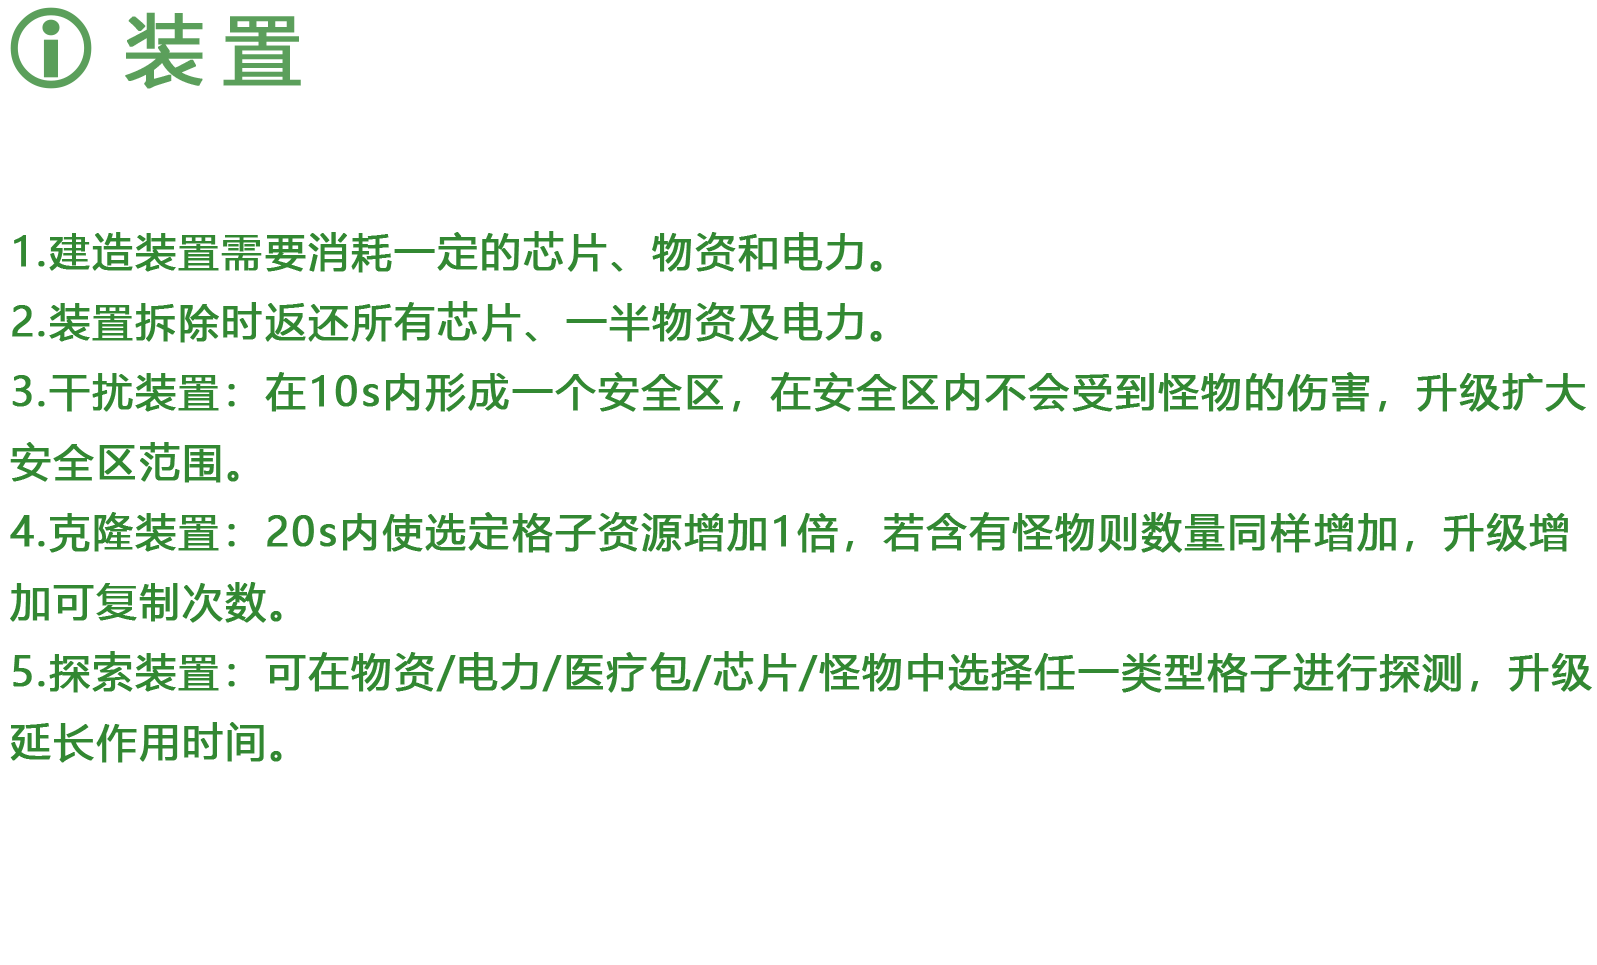 装置
1.建造装置需要消耗一定的芯片、物资和电力。
2.装置拆除时返还所有芯片、一半物资及电力。
3.干扰装置：在10s内形成一个安全区，在安全区内不会受到怪物的伤害，升级扩大
安全区范围。
4.克隆装置：20s内使选定格子资源增加1倍，若含有怪物则数量同样增加，升级增
加可复制次数。
5.探索装置：可在物资/电力/医疗包/芯片/怪物中选择任一类型格子进行探测，升级
延长作用时间。